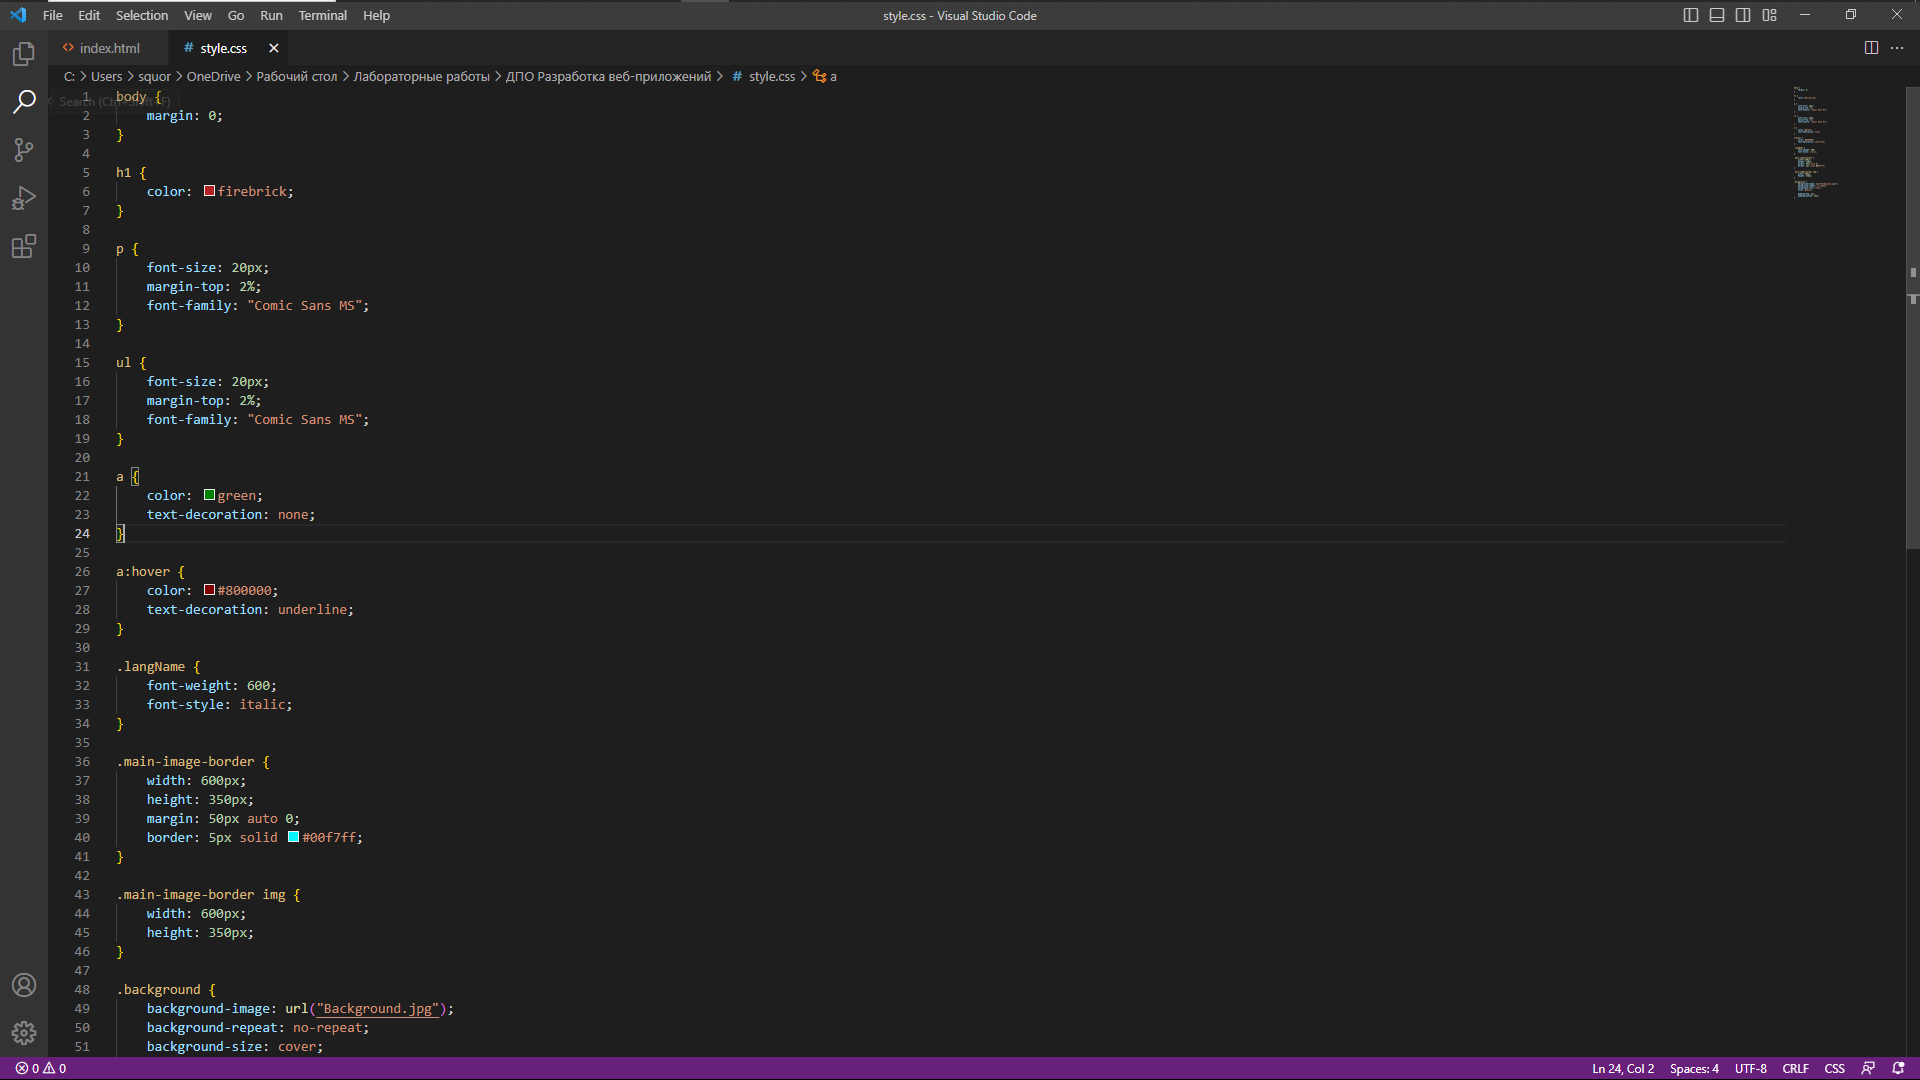 File Edit Selection View Go Run Terminal Help
style.css - Visual Studio Code
index.html
# style.css
C: > Users > squor > OneDrive > Рабочий стол > Лабораторные работы > ДПО Разработка веб-приложений > # style.css > a
Search (Ctrl+Shift+F)
1 body {
2 margin: 0;
3 }
4
5 h1 {
6 color: firebrick;
7 }
8
9 p {
10 font-size: 20px;
11 margin-top: 2%;
12 font-family: "Comic Sans MS";
13 }
14
15 ul {
16 font-size: 20px;
17 margin-top: 2%;
18 font-family: "Comic Sans MS";
19 }
20
21 a {
22 color: green;
23 text-decoration: none;
24 }
25
26 a:hover {
27 color: #800000;
28 text-decoration: underline;
29 }
30
31 .langName {
32 font-weight: 600;
33 font-style: italic;
34 }
35
36 .main-image-border {
37 width: 600px;
38 height: 350px;
39 margin: 50px auto 0;
40 border: 5px solid #00f7ff;
41 }
42
43 .main-image-border img {
44 width: 600px;
45 height: 350px;
46 }
47
48 .background {
49 background-image: url("Background.jpg");
50 background-repeat: no-repeat;
51 background-size: cover;
0 0
Ln 24, Col 2 Spaces: 4 UTF-8 CRLF CSS